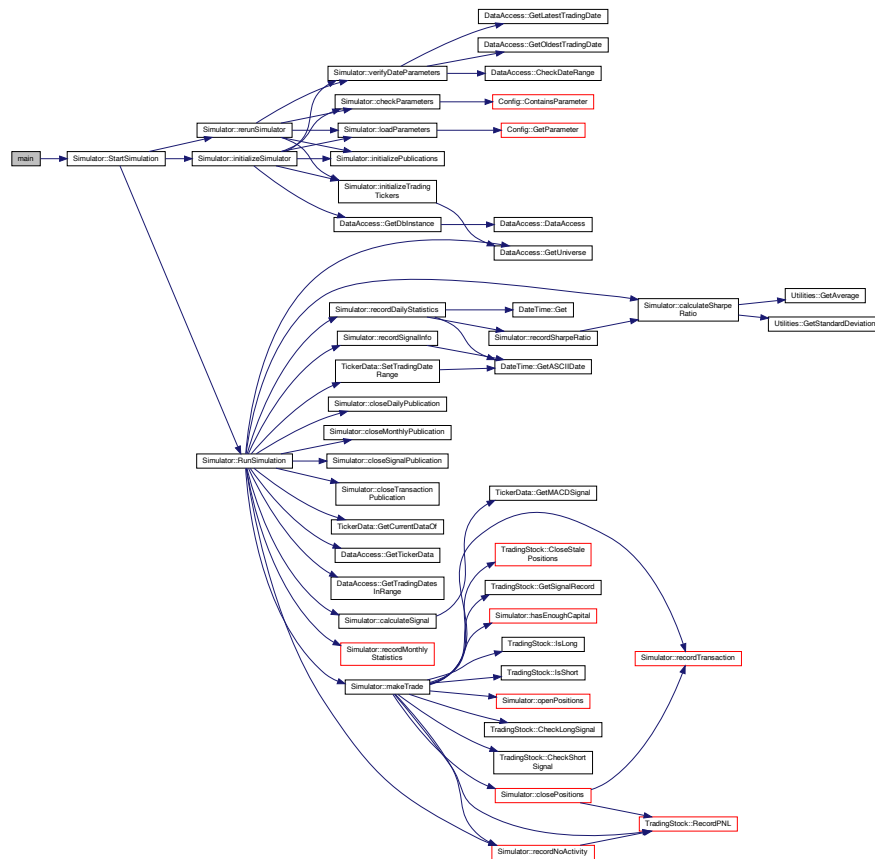 DataAccess::GetLatestTradingDate
DataAccess::GetOldestTradingDate
Simulator::verifyDateParameters
DataAccess::CheckDateRange
Simulator::checkParameters
Config::ContainsParameter
Simulator::rerunSimulator
Simulator::loadParameters
Config::GetParameter
main
Simulator::StartSimulation
Simulator::initializeSimulator
Simulator::initializePublications
Simulator::initializeTrading
Tickers
DataAccess::GetDbInstance
DataAccess::DataAccess
DataAccess::GetUniverse
Utilities::GetAverage
Simulator::calculateSharpe
Ratio
Utilities::GetStandardDeviation
Simulator::recordDailyStatistics
DateTime::Get
Simulator::recordSignalInfo
Simulator::recordSharpeRatio
TickerData::SetTradingDate
Range
DateTime::GetASCIIDate
Simulator::closeDailyPublication
Simulator::closeMonthlyPublication
Simulator::RunSimulation
Simulator::closeSignalPublication
Simulator::closeTransaction
Publication
TickerData::GetMACDSignal
TickerData::GetCurrentDataOf
DataAccess::GetTickerData
TradingStock::CloseStale
Positions
DataAccess::GetTradingDates
InRange
TradingStock::GetSignalRecord
Simulator::calculateSignal
Simulator::hasEnoughCapital
Simulator::recordMonthly
Statistics
TradingStock::IsLong
Simulator::recordTransaction
TradingStock::IsShort
Simulator::makeTrade
Simulator::openPositions
TradingStock::CheckLongSignal
TradingStock::CheckShort
Signal
Simulator::closePositions
TradingStock::RecordPNL
Simulator::recordNoActivity